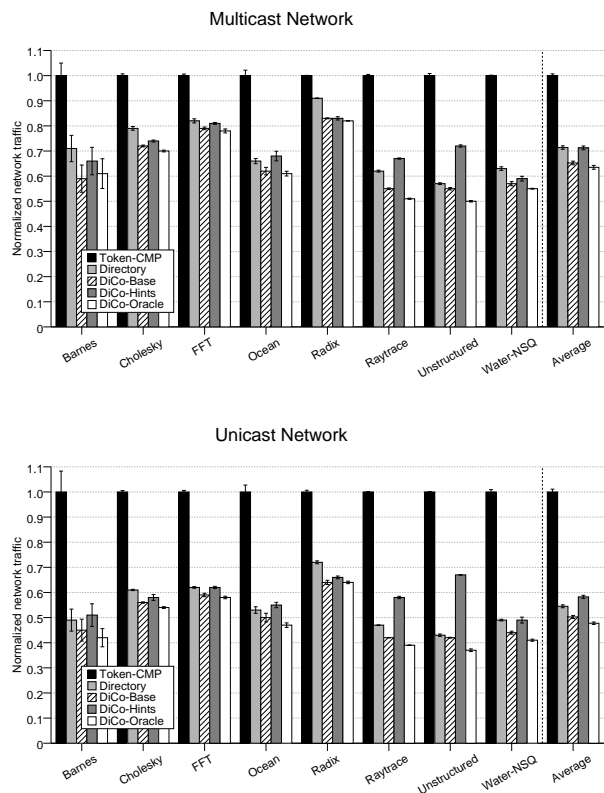 Multicast Network
Normalized network traffic
1.1
1.0
0.9
0.8
0.7
0.6
0.5
0.4
0.3
0.2
0.1
0
Token-CMP
Directory
DiCo-Base
DiCo-Hints
DiCo-Oracle
Barnes
Cholesky
FFT
Ocean
Radix
Raytrace
Unstructured
Water-NSQ
Average
Unicast Network
Normalized network traffic
1.1
1.0
0.9
0.8
0.7
0.6
0.5
0.4
0.3
0.2
0.1
0
Token-CMP
Directory
DiCo-Base
DiCo-Hints
DiCo-Oracle
Barnes
Cholesky
FFT
Ocean
Radix
Raytrace
Unstructured
Water-NSQ
Average